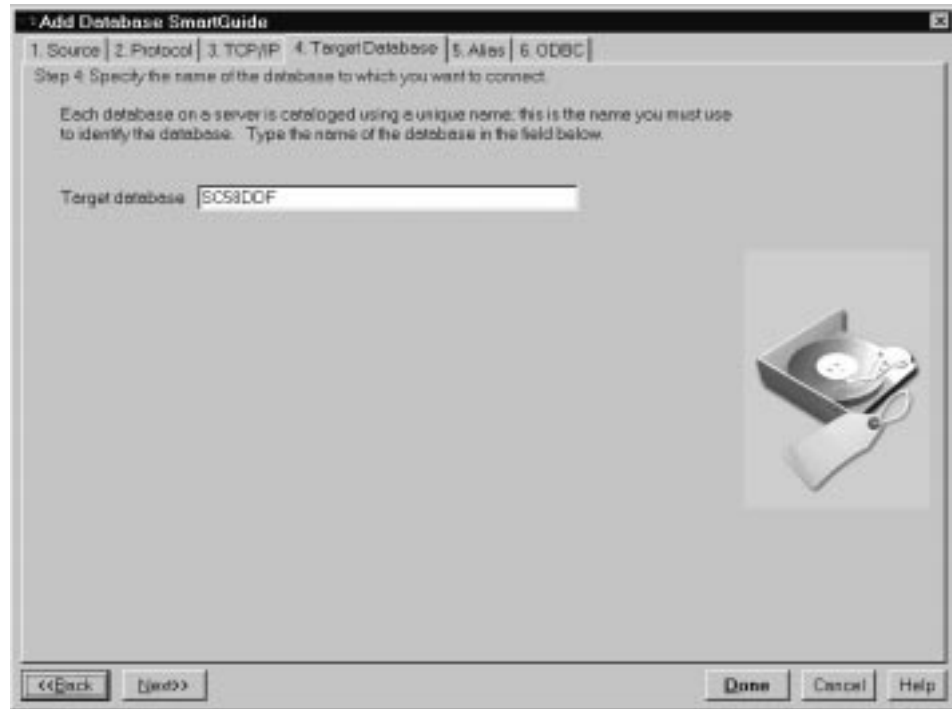 Add Database SmartGuide
1. Source 2. Protocol 3. TCP/IP 4. Target Database 5. Alias 6. ODBC
Step 4: Specify the name of the database to which you want to connect.
Each database on a server is cataloged using a unique name; this is the name you must use
to identify the database. Type the name of the database in the field below.
Target database SC58DDF
<<Back Next>> Done Cancel Help